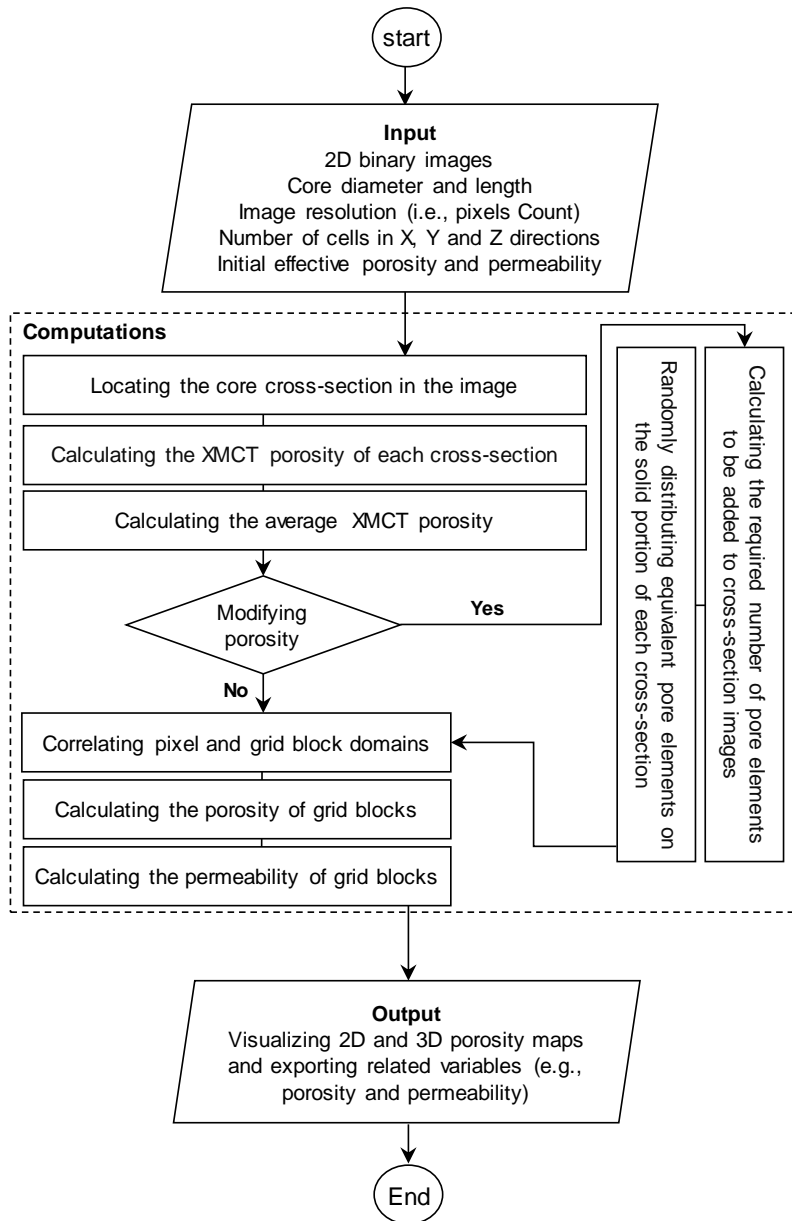 start
Input
2D binary images
Core diameter and length
Image resolution (i.e., pixels Count)
Number of cells in X, Y and Z directions
Initial effective porosity and permeability
Computations
Locating the core cross-section in the image
Calculating the XMCT porosity of each cross-section
Calculating the average XMCT porosity
Modifying
porosity
Yes
No
Calculating the required number of pore elements
to be added to cross-section images
Randomly distributing equivalent pore elements on
the solid portion of each cross-section
Correlating pixel and grid block domains
Calculating the porosity of grid blocks
Calculating the permeability of grid blocks
Output
Visualizing 2D and 3D porosity maps
and exporting related variables (e.g.,
porosity and permeability)
End